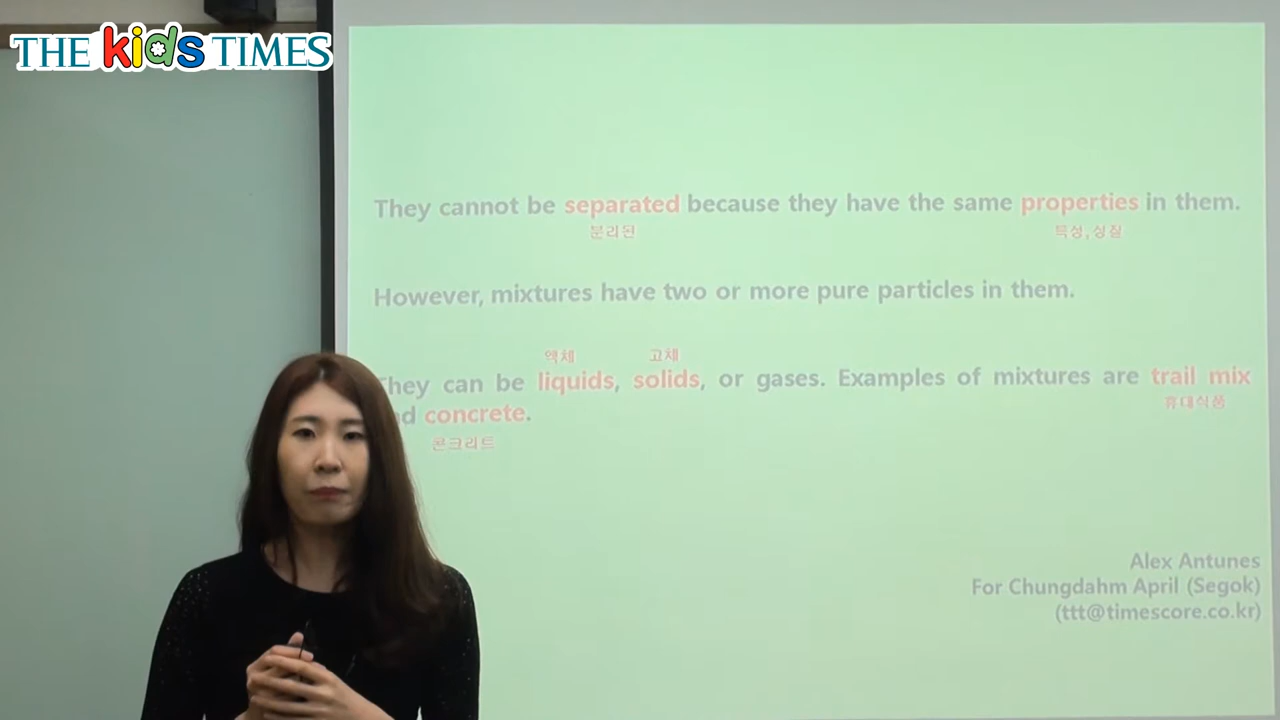 THE kids TIMES
They cannot be separated because they have the same properties in them.
분리된 특성,성질
However, mixtures have two or more pure particles in them.
액체 고체
They can be liquids, solids, or gases. Examples of mixtures are trail mix
휴대식품
and concrete.
콘크리트
Alex Antunes
For Chungdahm April (Segok)
(ttt@timescore.co.kr)